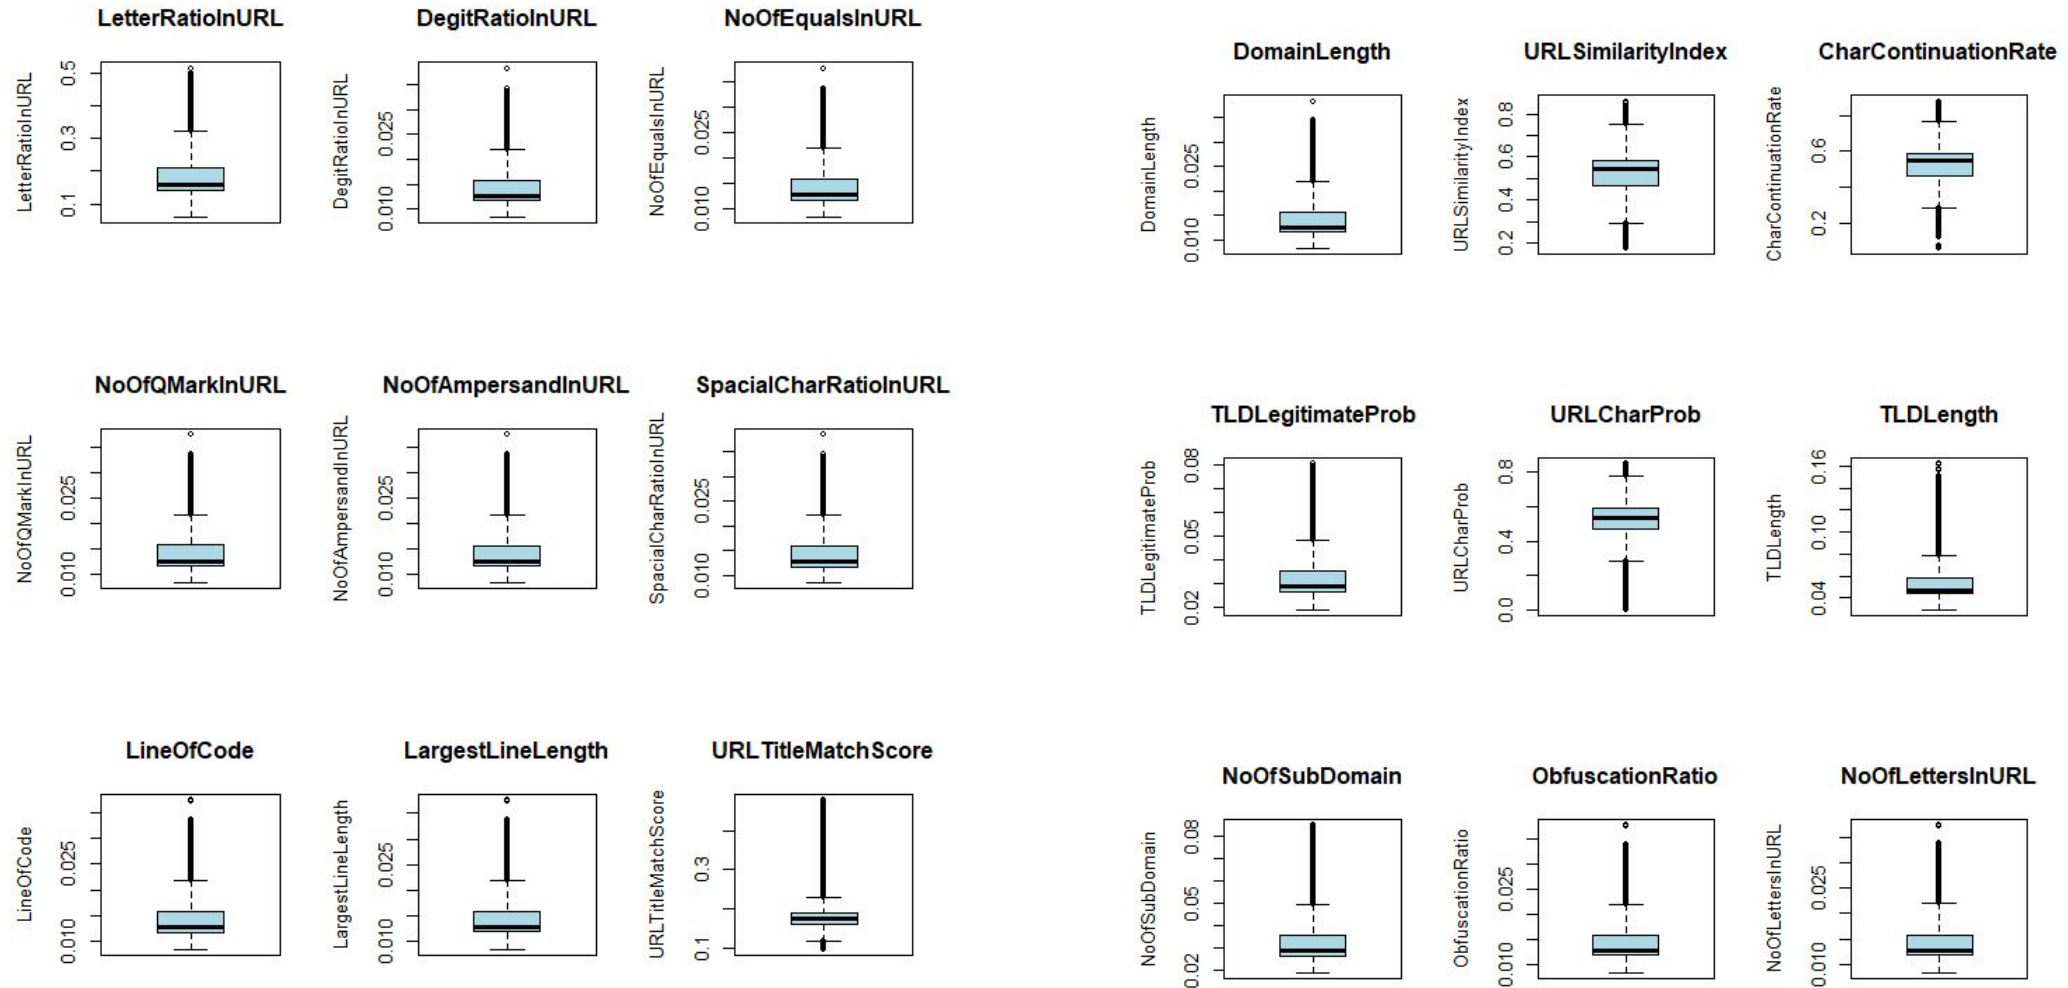 LetterRatioInURL DegitRatioInURL NoOfEqualsInURL
LetterRatioInURL
0.1 0.3 0.5
DegitRatioInURL
0.010 0.025
NoOfEqualsInURL
0.010 0.025
NoOfQMarkInURL NoOfAmpersandInURL SpacialCharRatioInURL
NoOfQMarkInURL
0.010 0.025
NoOfAmpersandInURL
0.010 0.025
SpacialCharRatioInURL
0.010 0.025
LineOfCode LargestLineLength URLTitleMatchScore
LineOfCode
0.010 0.025
LargestLineLength
0.010 0.025
URLTitleMatchScore
0.1 0.3
DomainLength URLSimilarityIndex CharContinuationRate
DomainLength
0.010 0.025
URLSimilarityIndex
0.2 0.4 0.6 0.8
CharContinuationRate
0.2 0.6
TLDLegitimateProb URLCharProb TLDLength
TLDLegitimateProb
0.02 0.05 0.08
URLCharProb
0.0 0.4 0.8
TLDLength
0.04 0.10 0.16
NoOfSubDomain ObfuscationRatio NoOfLettersInURL
NoOfSubDomain
0.02 0.05 0.08
ObfuscationRatio
0.010 0.025
NoOfLettersInURL
0.010 0.025